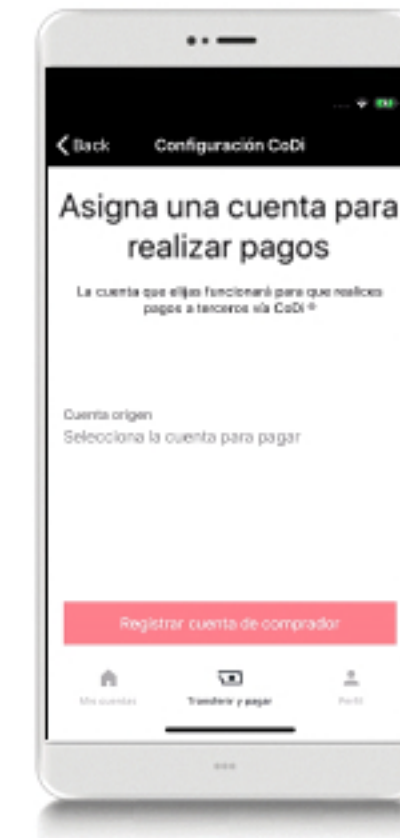 Back
Configuración CoDi
Asigna una cuenta para
realizar pagos
La cuenta que elijas funcionará para que realices
pagos a terceros vía CoDi®
Cuenta origen
Selecciona la cuenta para pagar
Registrar cuenta de comprador
Mis cuentas
Transferir y pagar
Perfil